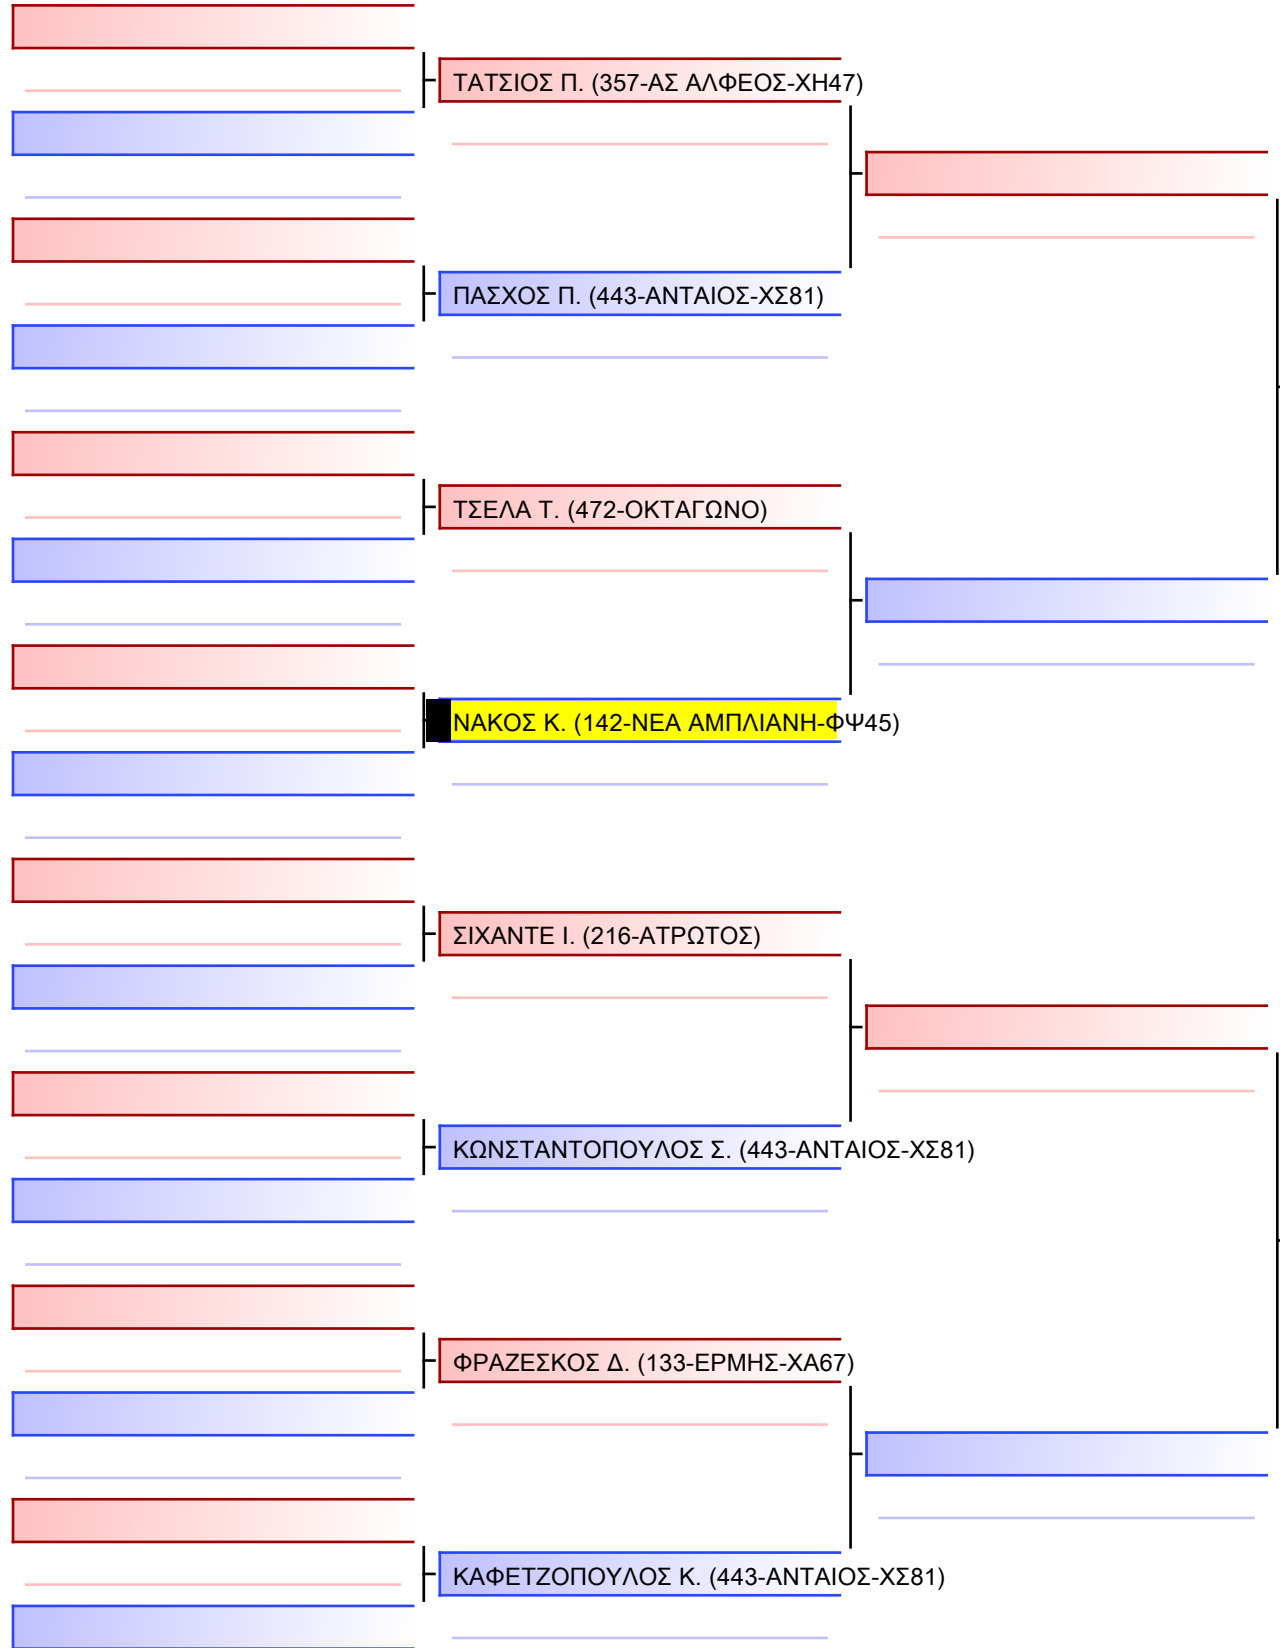 ΤΑΤΣΙΟΣ Π. (357-ΑΣ ΑΛΦΕΟΣ-ΧΗ47)
ΠΑΣΧΟΣ Π. (443-ΑΝΤΑΙΟΣ-ΧΣ81)
ΤΣΕΛΑ Τ. (472-ΟΚΤΑΓΩΝΟ)
ΝΑΚΟΣ Κ. (142-ΝΕΑ ΑΜΠΛΙΑΝΗ-ΦΨ45)
ΣΙΧΑΝΤΕ Ι. (216-ΑΤΡΩΤΟΣ)
ΚΩΝΣΤΑΝΤΟΠΟΥΛΟΣ Σ. (443-ΑΝΤΑΙΟΣ-ΧΣ81)
ΦΡΑΖΕΣΚΟΣ Δ. (133-ΕΡΜΗΣ-ΧΑ67)
ΚΑΦΕΤΖΟΠΟΥΛΟΣ Κ. (443-ΑΝΤΑΙΟΣ-ΧΣ81)